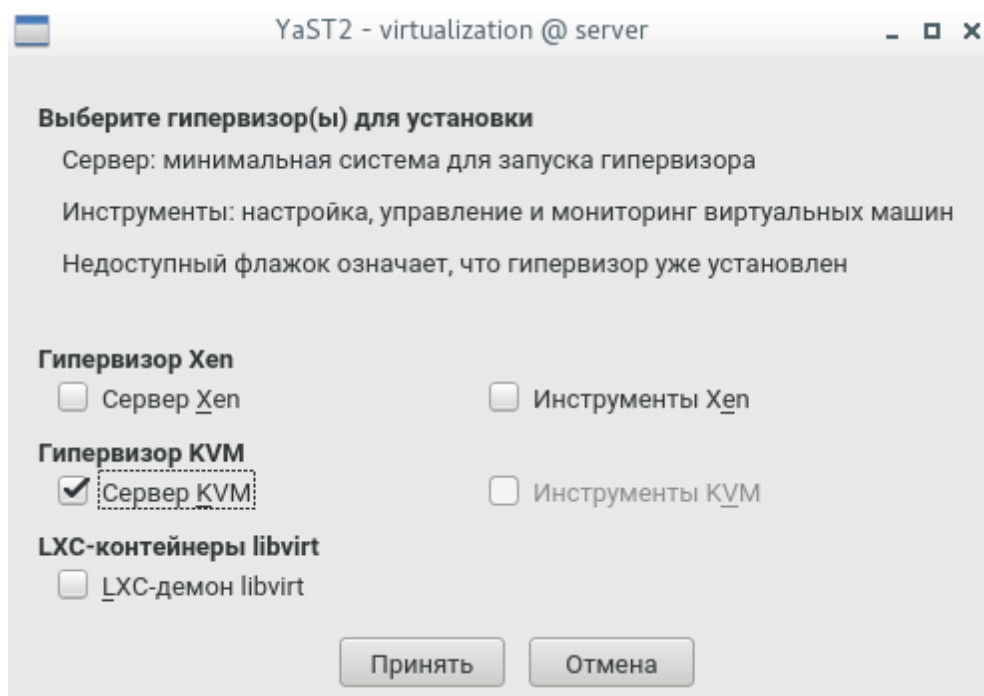 YaST2 - virtualization @ server
Выберите гипервизор(ы) для установки
Сервер: минимальная система для запуска гипервизора
Инструменты: настройка, управление и мониторинг виртуальных машин
Недоступный флажок означает, что гипервизор уже установлен
Гипервизор Xen
Сервер Xen
Инструменты Xen
Гипервизор KVM
Сервер KVM
Инструменты KVM
LXC-контейнеры libvirt
LXC-демон libvirt
Принять
Отмена